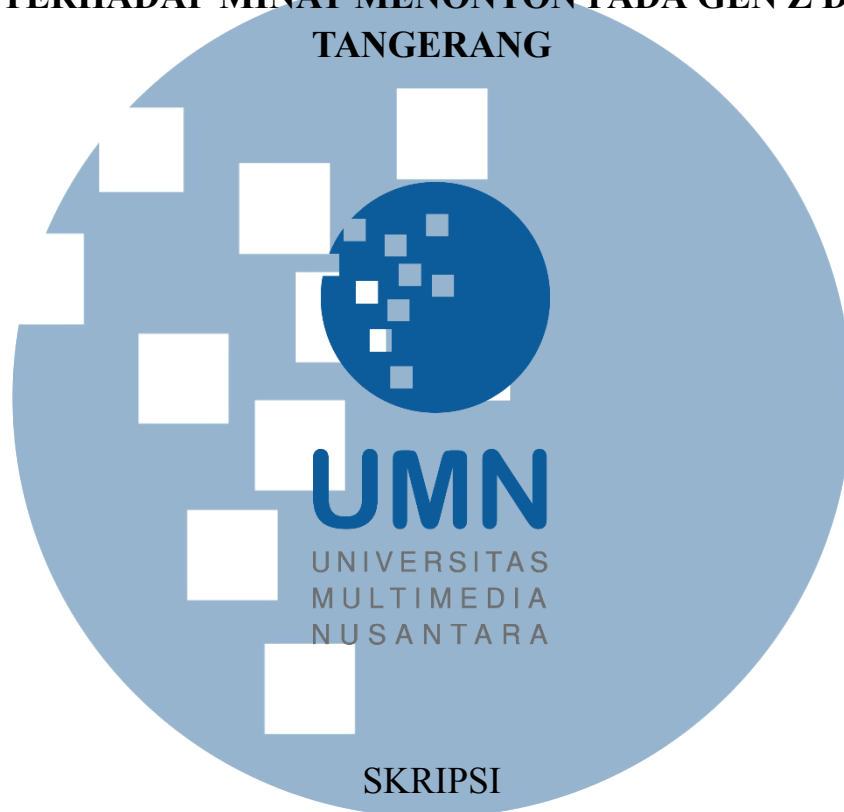 TERHADAP MINAT MENONTON PADA GEN Z
TANGERANG
UMN
UNIVERSITAS
MULTIMEDIA
NUSANTARA
SKRIPSI